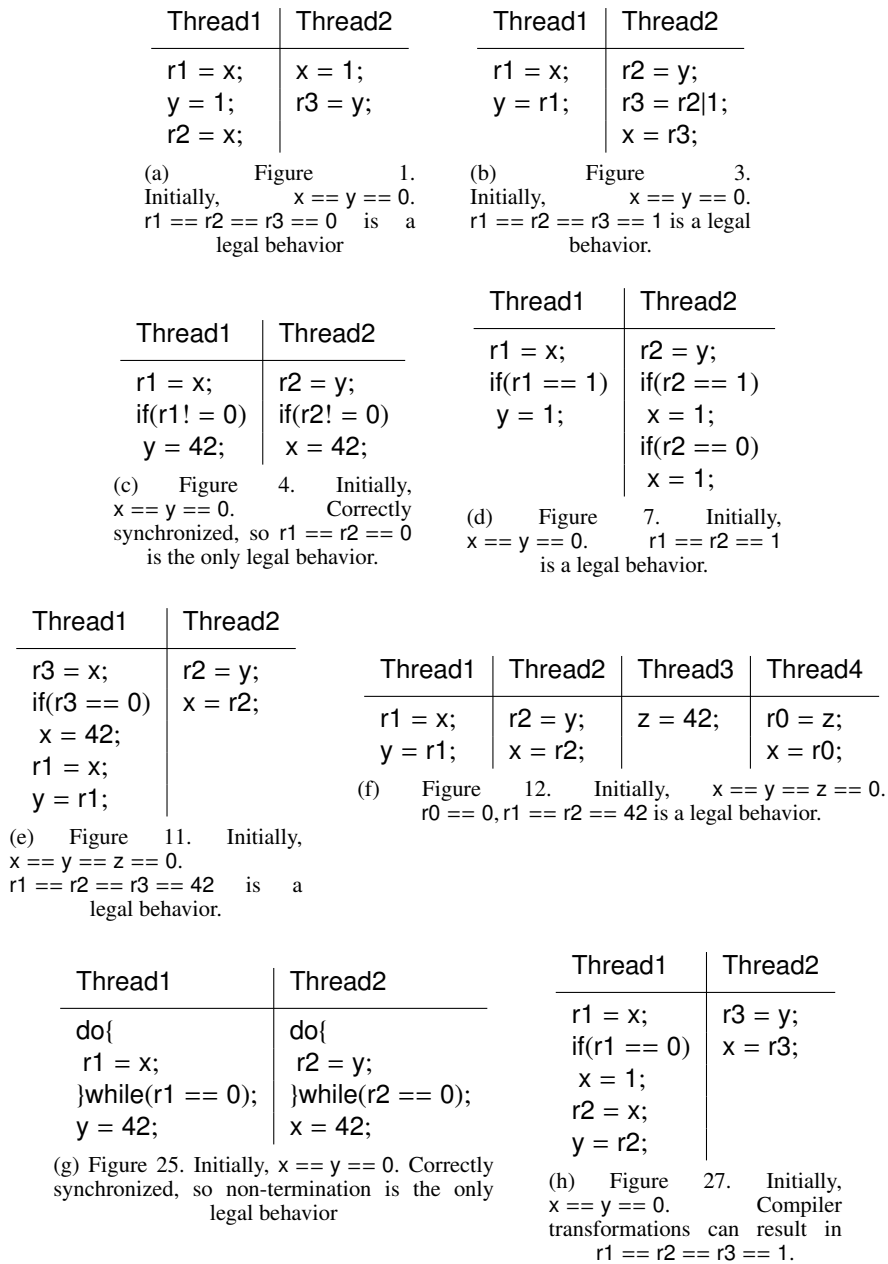 Thread1 Thread2
r1 = x; x = 1;
y = 1; r3 = y;
r2 = x;
(a) Figure 1.
Initially, x == y == 0.
r1 == r2 == r3 == 0 is a
legal behavior
Thread1 Thread2
r1 = x; r2 = y;
y = r1; r3 = r2|1;
x = r3;
(b) Figure 3.
Initially, x == y == 0.
r1 == r2 == r3 == 1 is a legal
behavior.
Thread1 Thread2
r1 = x; r2 = y;
if(r1! = 0) if(r2! = 0)
y = 42; x = 42;
(c) Figure 4. Initially,
x == y == 0. Correctly
synchronized, so r1 == r2 == 0
is the only legal behavior.
Thread1 Thread2
r1 = x; r2 = y;
if(r1 == 1) if(r2 == 1)
y = 1; x = 1;
if(r2 == 0)
x = 1;
(d) Figure 7. Initially,
x == y == 0. r1 == r2 == 1
is a legal behavior.
Thread1 Thread2
r3 = x; r2 = y;
if(r3 == 0) x = r2;
x = 42;
r1 = x;
y = r1;
(e) Figure 11. Initially,
x == y == z == 0.
r1 == r2 == r3 == 42 is a
legal behavior.
Thread1 Thread2 Thread3 Thread4
r1 = x; r2 = y; z = 42; r0 = z;
y = r1; x = r2; x = r0;
(f) Figure 12. Initially, x == y == z == 0.
r0 == 0, r1 == r2 == 42 is a legal behavior.
Thread1 Thread2
do{ do{
r1 = x; r2 = y;
}while(r1 == 0); }while(r2 == 0);
y = 42; x = 42;
(g) Figure 25. Initially, x == y == 0. Correctly
synchronized, so non-termination is the only
legal behavior
Thread1 Thread2
r1 = x; r3 = y;
if(r1 == 0) x = r3;
x = 1;
r2 = x;
y = r2;
(h) Figure 27. Initially,
x == y == 0. Compiler
transformations can result in
r1 == r2 == r3 == 1.